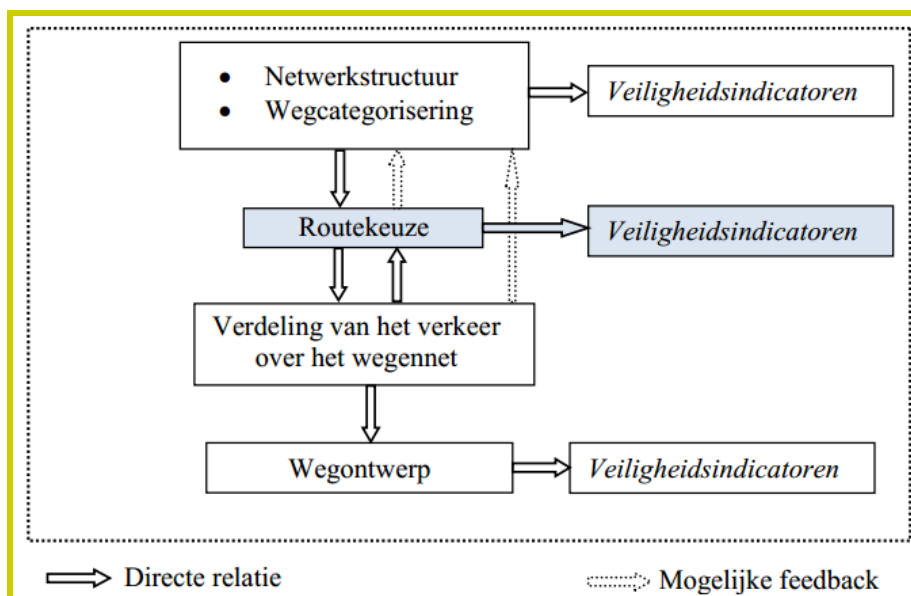 • Netwerkstructuur
• Wegcategorisering
Veiligheidsindicatoren
Routekeuze
Veiligheidsindicatoren
Verdeling van het verkeer
over het wegennet
Wegontwerp
Veiligheidsindicatoren
Directe relatie
Mogelijke feedback